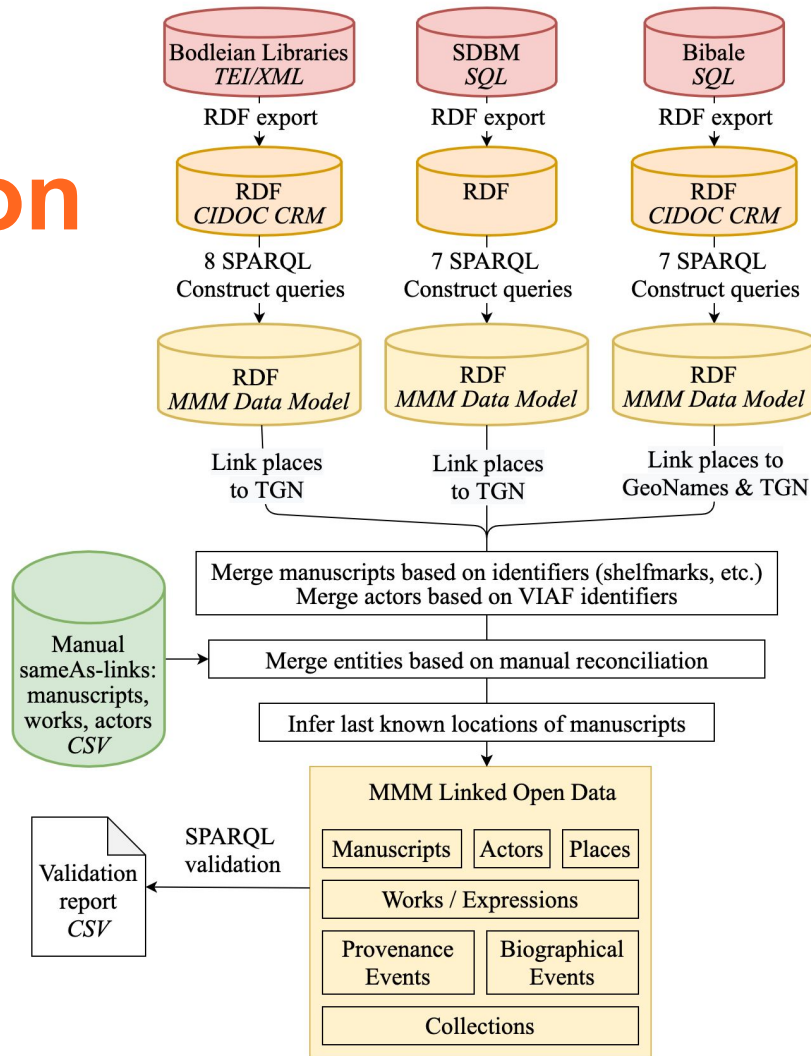 on
Bodleian Libraries
TEI/XML
SDBM
SQL
Bibale
SQL
RDF export
RDF export
RDF export
RDF
CIDOC CRM
RDF
RDF
CIDOC CRM
8 SPARQL
Construct queries
7 SPARQL
Construct queries
7 SPARQL
Construct queries
RDF
MMM Data Model
RDF
MMM Data Model
RDF
MMM Data Model
Link places
to TGN
Link places
to TGN
Link places to
GeoNames & TGN
Merge manuscripts based on identifiers (shelfmarks, etc.)
Merge actors based on VIAF identifiers
Manual
sameAs-links:
manuscripts,
works, actors
CSV
Merge entities based on manual reconciliation
Infer last known locations of manuscripts
MMM Linked Open Data
Manuscripts
Actors
Places
Works / Expressions
Provenance
Events
Biographical
Events
Collections
SPARQL
validation
Validation
report
CSV